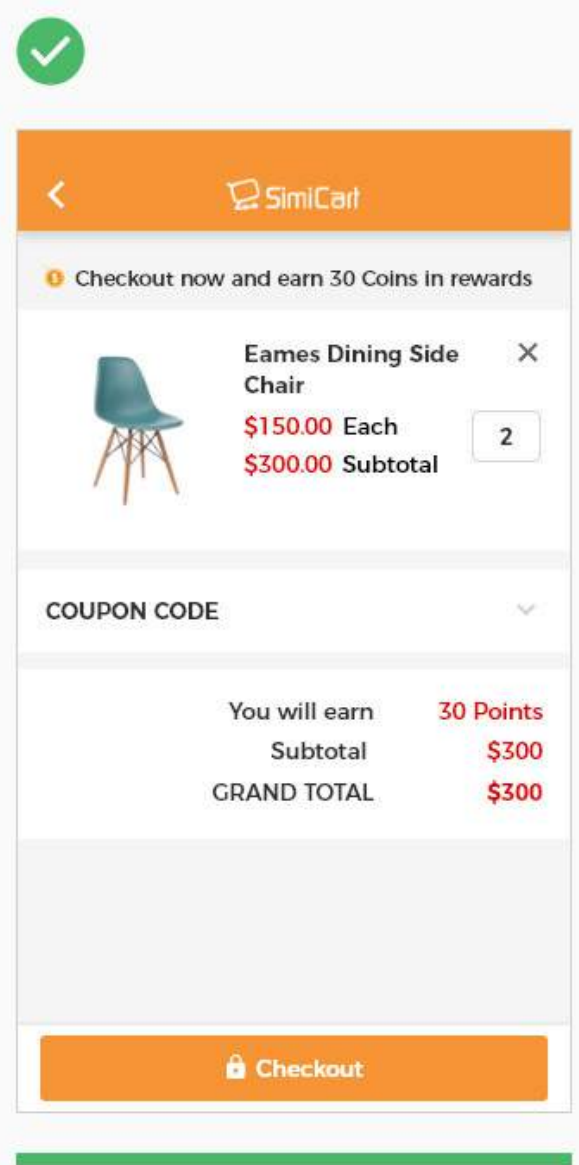 SimiCart
Checkout now and earn 30 Coins in rewards
Eames Dining Side
Chair
$150.00 Each
2
$300.00 Subtotal
COUPON CODE
You will earn 30 Points
Subtotal $300
GRAND TOTAL $300
Checkout